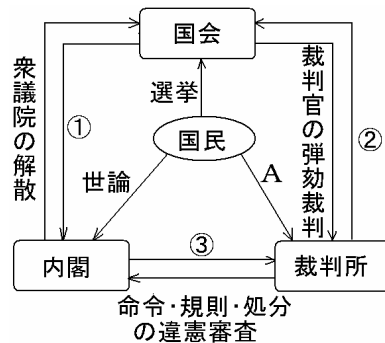 国会
衆議院の解散
①
選挙
裁判官の弾劾裁判
②
国民
世論
A
内閣
③
裁判所
命令・規則・処分
の違憲審査